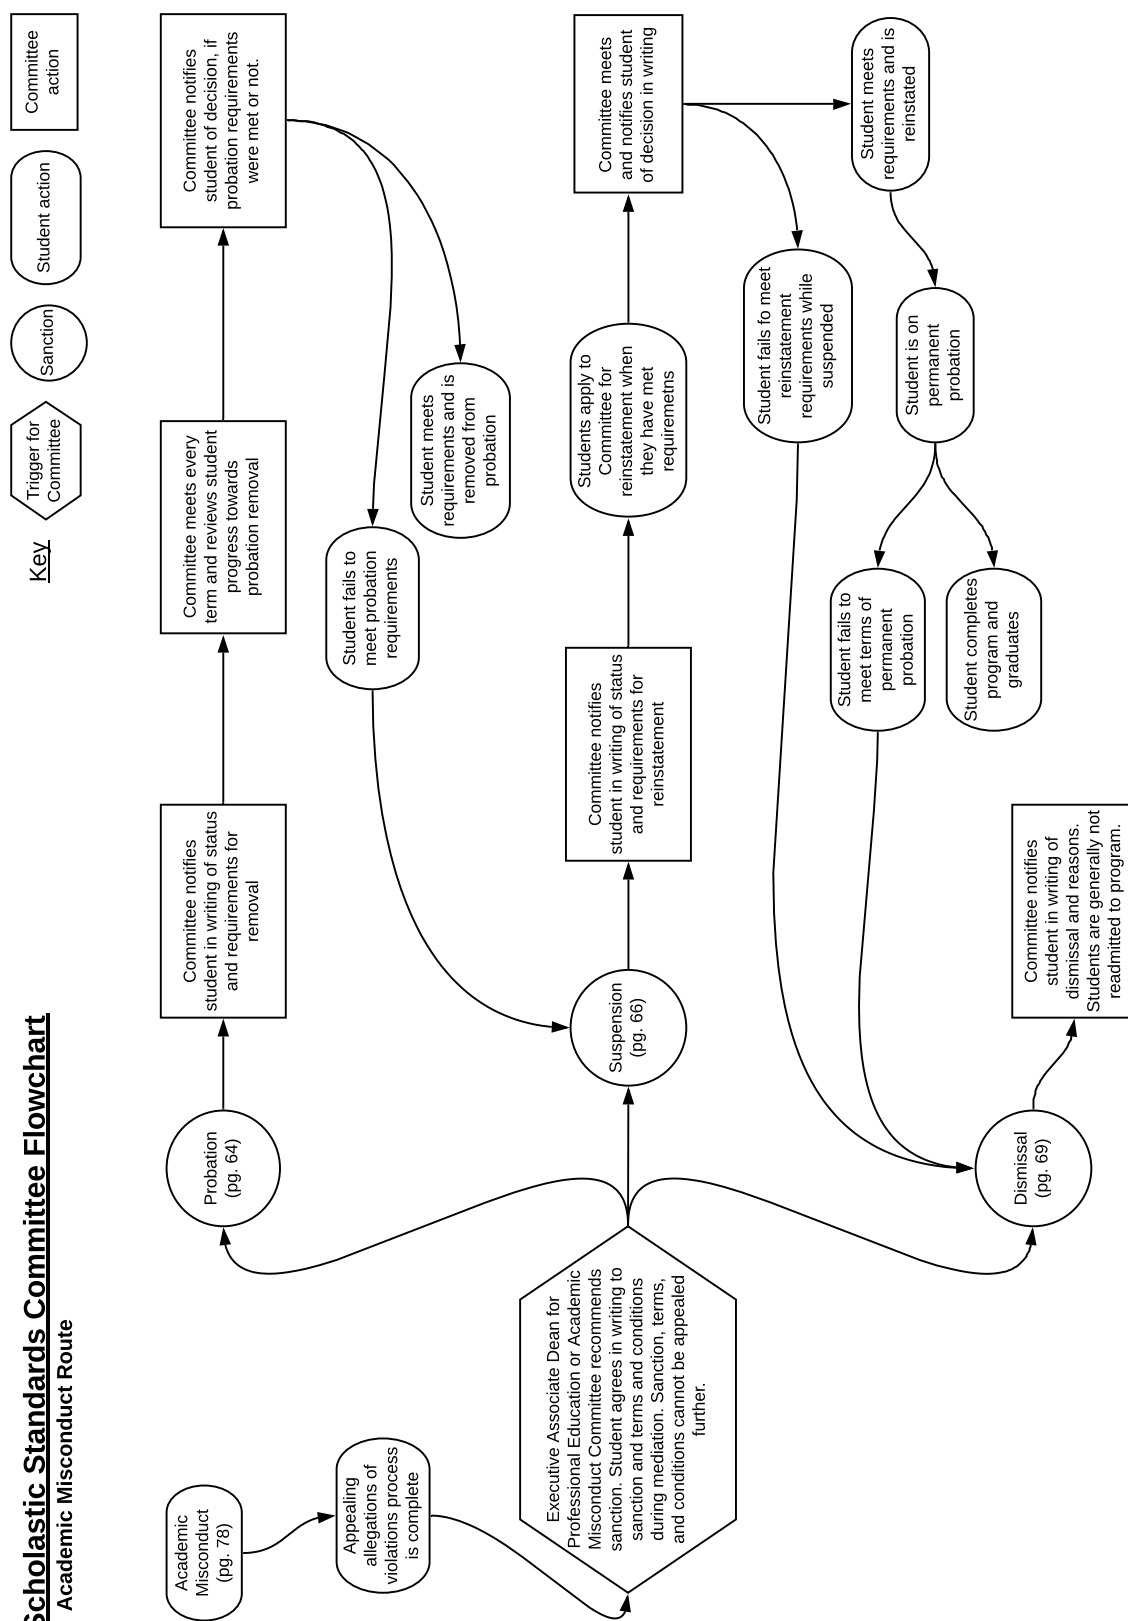 Scholastic Standards Committee Flowchart
Academic Misconduct Route
Key
Trigger for
Committee
Sanction
Student action
Committee
action
Academic
Misconduct
(pg. 78)
Appealing
allegations of
violations process
is complete
Executive Associate Dean for
Professional Education or Academic
Misconduct Committee recommends
sanction. Student agrees in writing to
sanction and terms and conditions
during mediation. Sanction, terms,
and conditions cannot be appealed
further.
Probation
(pg. 64)
Committee notifies
student in writing of status
and requirements for
removal
Committee meets every
term and reviews student
progress towards
probation removal
Committee notifies
student of decision, if
probation requirements
were met or not.
Student fails to
meet probation
requirements
Student meets
requirements and is
removed from
probation
Suspension
(pg. 66)
Committee notifies
student in writing of status
and requirements for
reinstatement
Students apply to
Committee for
reinstatement when
they have met
requiremetns
Committee meets
and notifies student
of decision in writing
Student fails fo meet
reinstatement
requirements while
suspended
Student meets
requirements and is
reinstated
Student is on
permanent
probation
Student fails to
meet terms of
permanent
probation
Student completes
program and
graduates
Dismissal
(pg. 69)
Committee notifies
student in writing of
dismissal and reasons.
Students are generally not
readmitted to program.